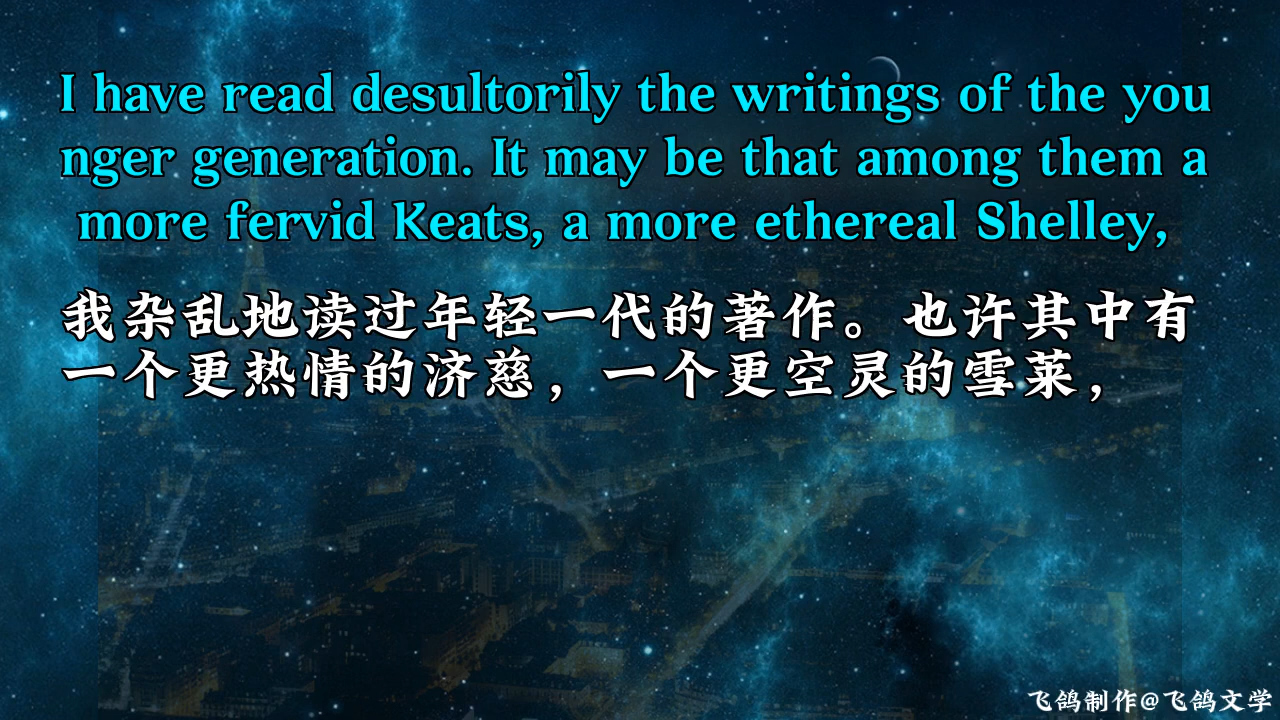 I have read desultorily the writings of the you
nger generation. It may be that among them a
more fervid Keats, a more ethereal Shelley,
我杂乱地读过年轻一代的著作。也许其中有
一个更热情的济慈，一个更空灵的雪莱，
飞鸽制作@飞鸽文学